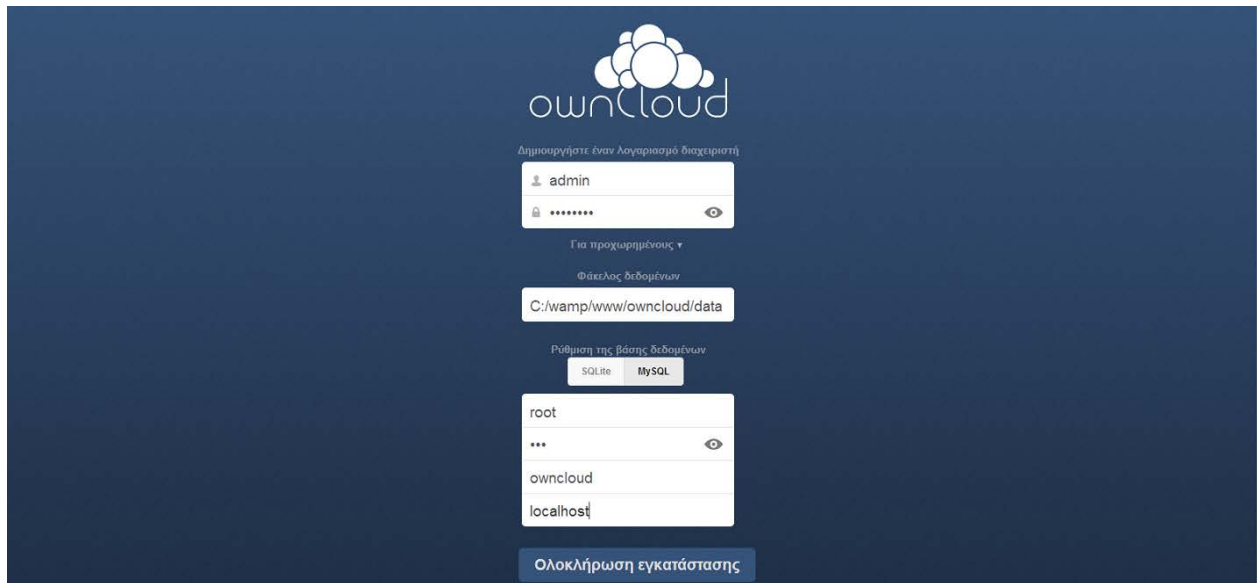 ownCloud
Δημιουργήστε έναν λογαριασμό διαχειριστή
admin
••••••••
Για προχωρημένους ▾
Φάκελος δεδομένων
C:/wamp/www/owncloud/data
Ρύθμιση της βάσης δεδομένων
SQLite MySQL
root
•••
owncloud
localhost
Ολοκλήρωση εγκατάστασης